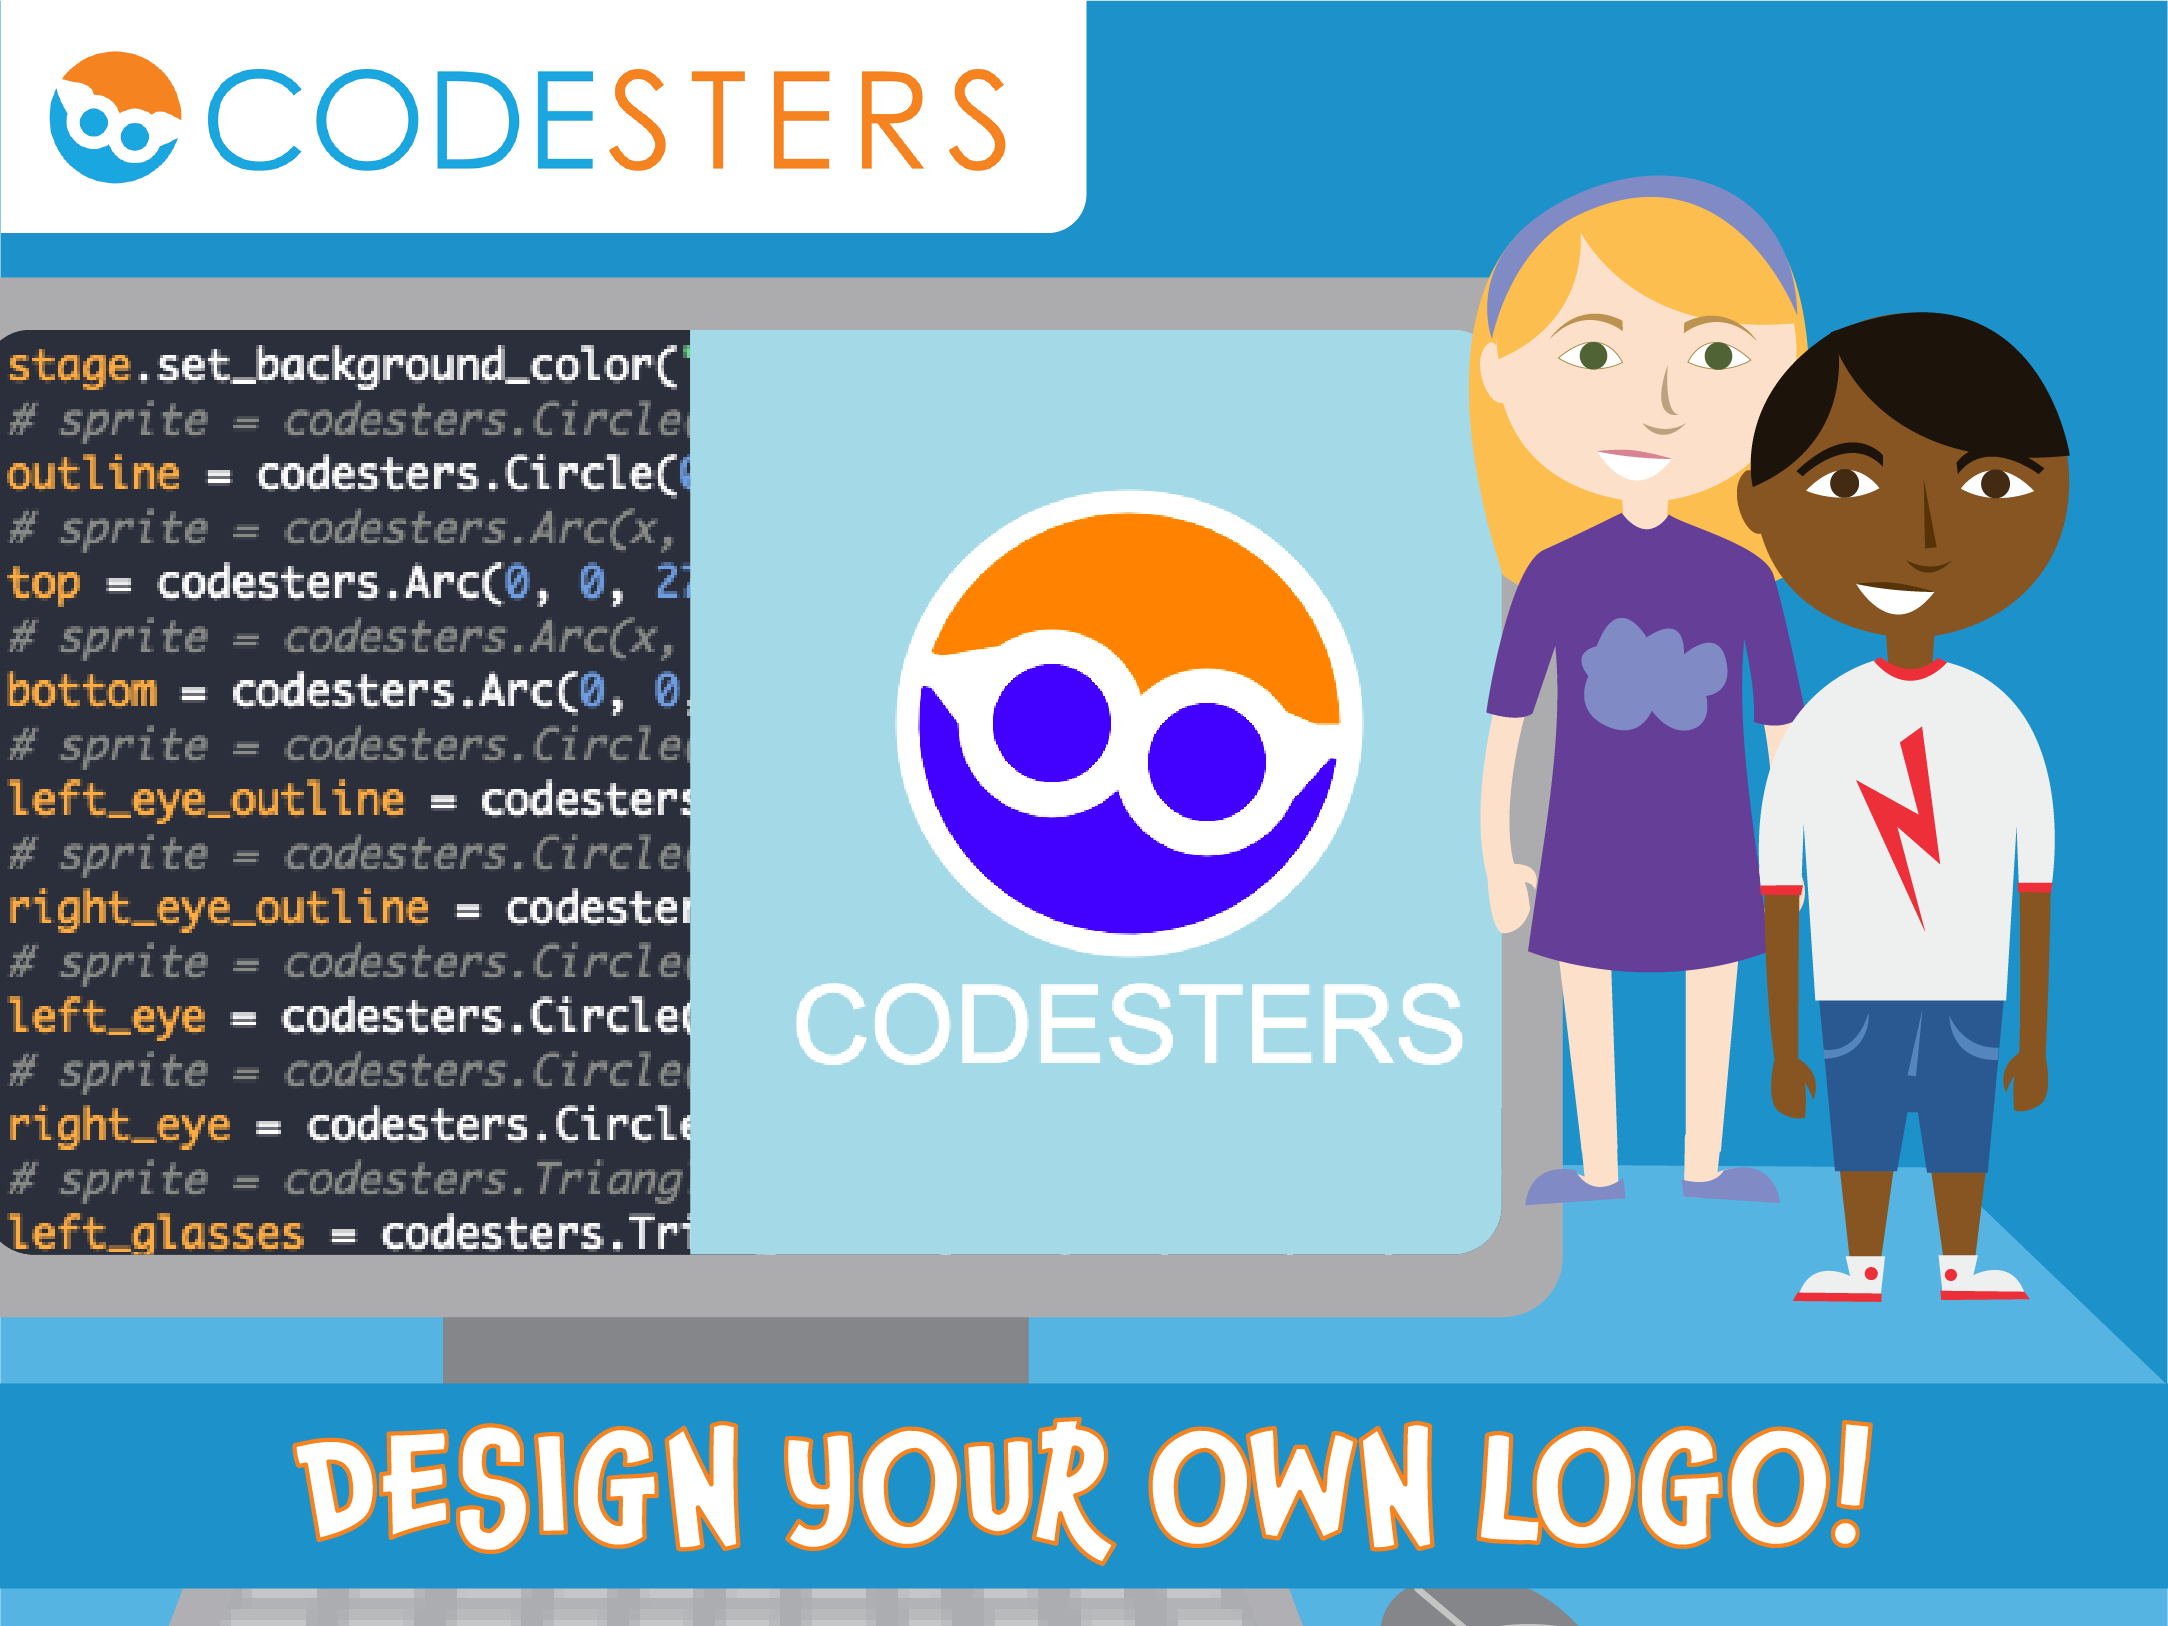 CODESTERS
stage.set_background_color(
# sprite = codesters.Circle
outline = codesters.Circle(
# sprite = codesters.Arc(x,
top = codesters.Arc(0, 0, 2
# sprite = codesters.Arc(x,
bottom = codesters.Arc(0, 0,
# sprite = codesters.Circle
left_eye_outline = codesters
# sprite = codesters.Circle
right_eye_outline = codester
# sprite = codesters.Circle
left_eye = codesters.Circle(
# sprite = codesters.Circle
right_eye = codesters.Circle
# sprite = codesters.Triang
left_glasses = codesters.Tri
CODESTERS
DESIGN YOUR OWN LOGO!